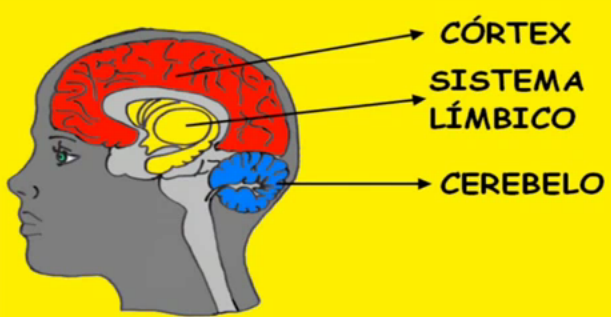 CÓRTEX
SISTEMA
LÍMBICO
CEREBELO